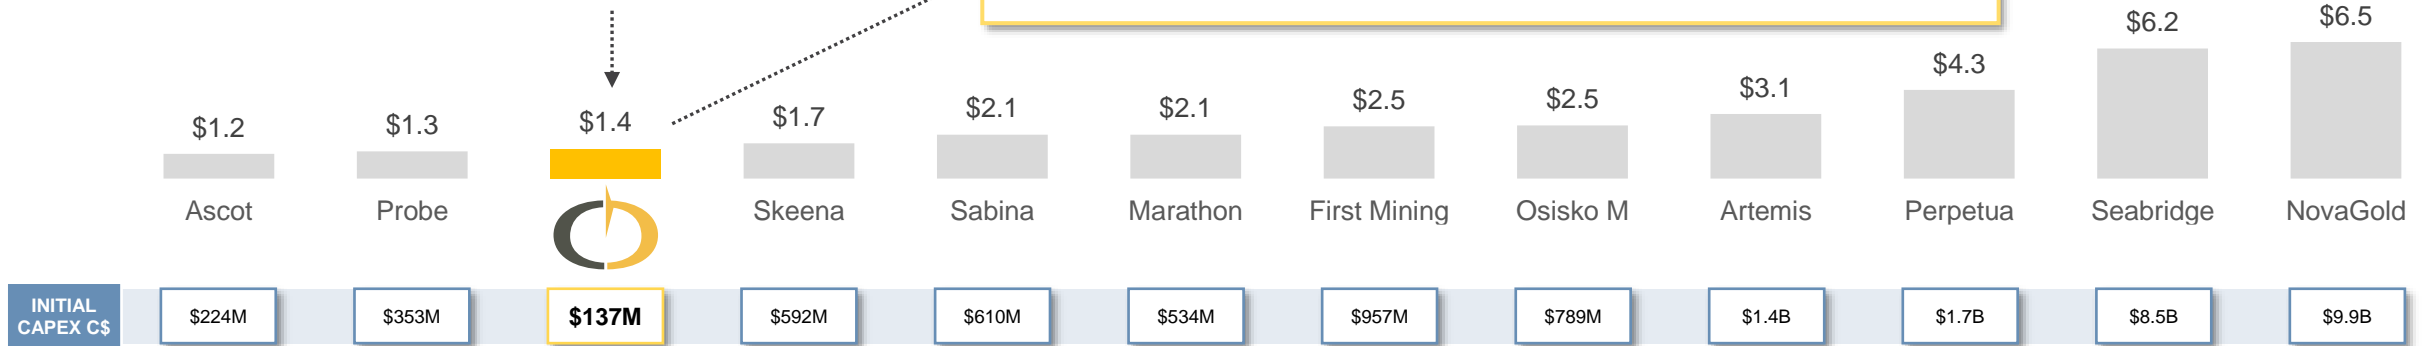 $1.2 $1.3 $1.4 $1.7 $2.1 $2.1 $2.5 $2.5 $3.1 $4.3 $6.2 $6.5
Ascot Probe Skeena Sabina Marathon First Mining Osisko M Artemis Perpetua Seabridge NovaGold
INITIAL
CAPEX C$
$224M $353M $137M $592M $610M $534M $957M $789M $1.4B $1.7B $8.5B $9.9B